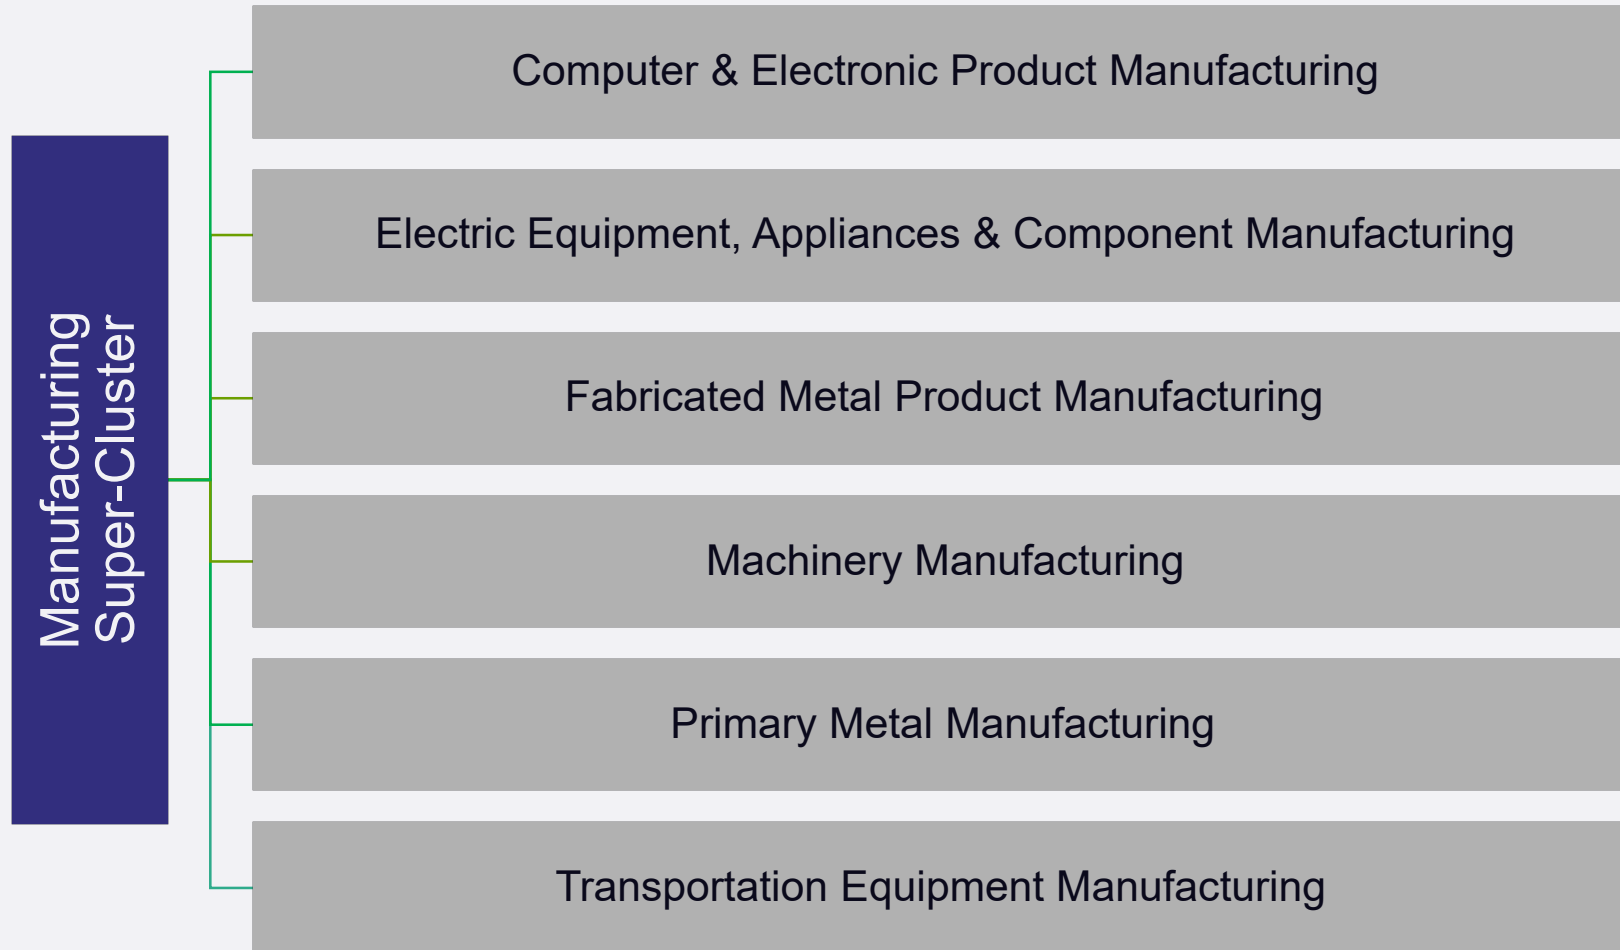 Manufacturing
Super-Cluster
Computer & Electronic Product Manufacturing
Electric Equipment, Appliances & Component Manufacturing
Fabricated Metal Product Manufacturing
Machinery Manufacturing
Primary Metal Manufacturing
Transportation Equipment Manufacturing